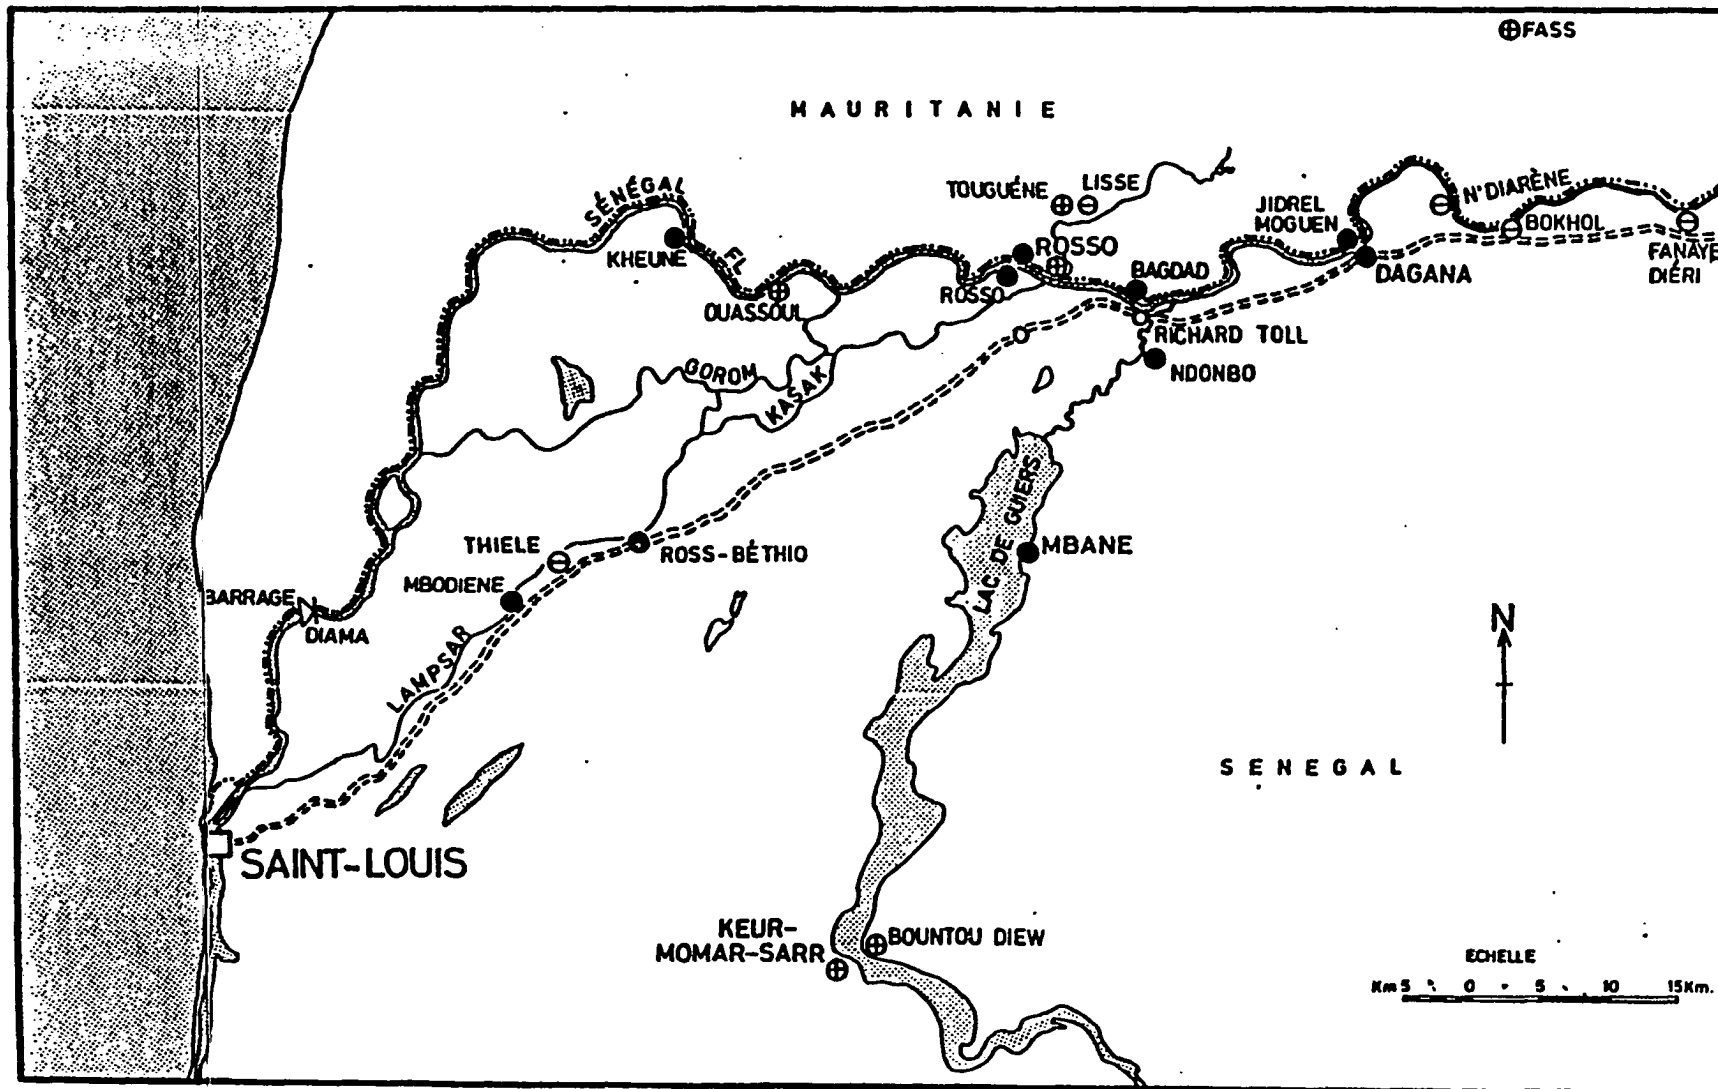 FASS
MAURITANIE
SÉNÉGAL
FL
TOUGUÉNE
LISSE
JIDREL
MOGUEN
N'DIARÈNE
BOKHOL
KHEUNE
ROSSO
ROSSO
BAGDAD
DAGANA
FANAYE
DIÉRI
OUASSOUL
RICHARD TOLL
NDONBO
GOROM
KASAK
LAC DE GUIERS
THIELE
ROSS-BÉTHIO
MBANE
MBODIENE
BARRAGE
DIAMA
LAMPSAR
N
SENEGAL
SAINT-LOUIS
KEUR-
MOMAR-SARR
BOUNTOU DIEW
ECHELLE
Km 5 0 5 10 15Km.